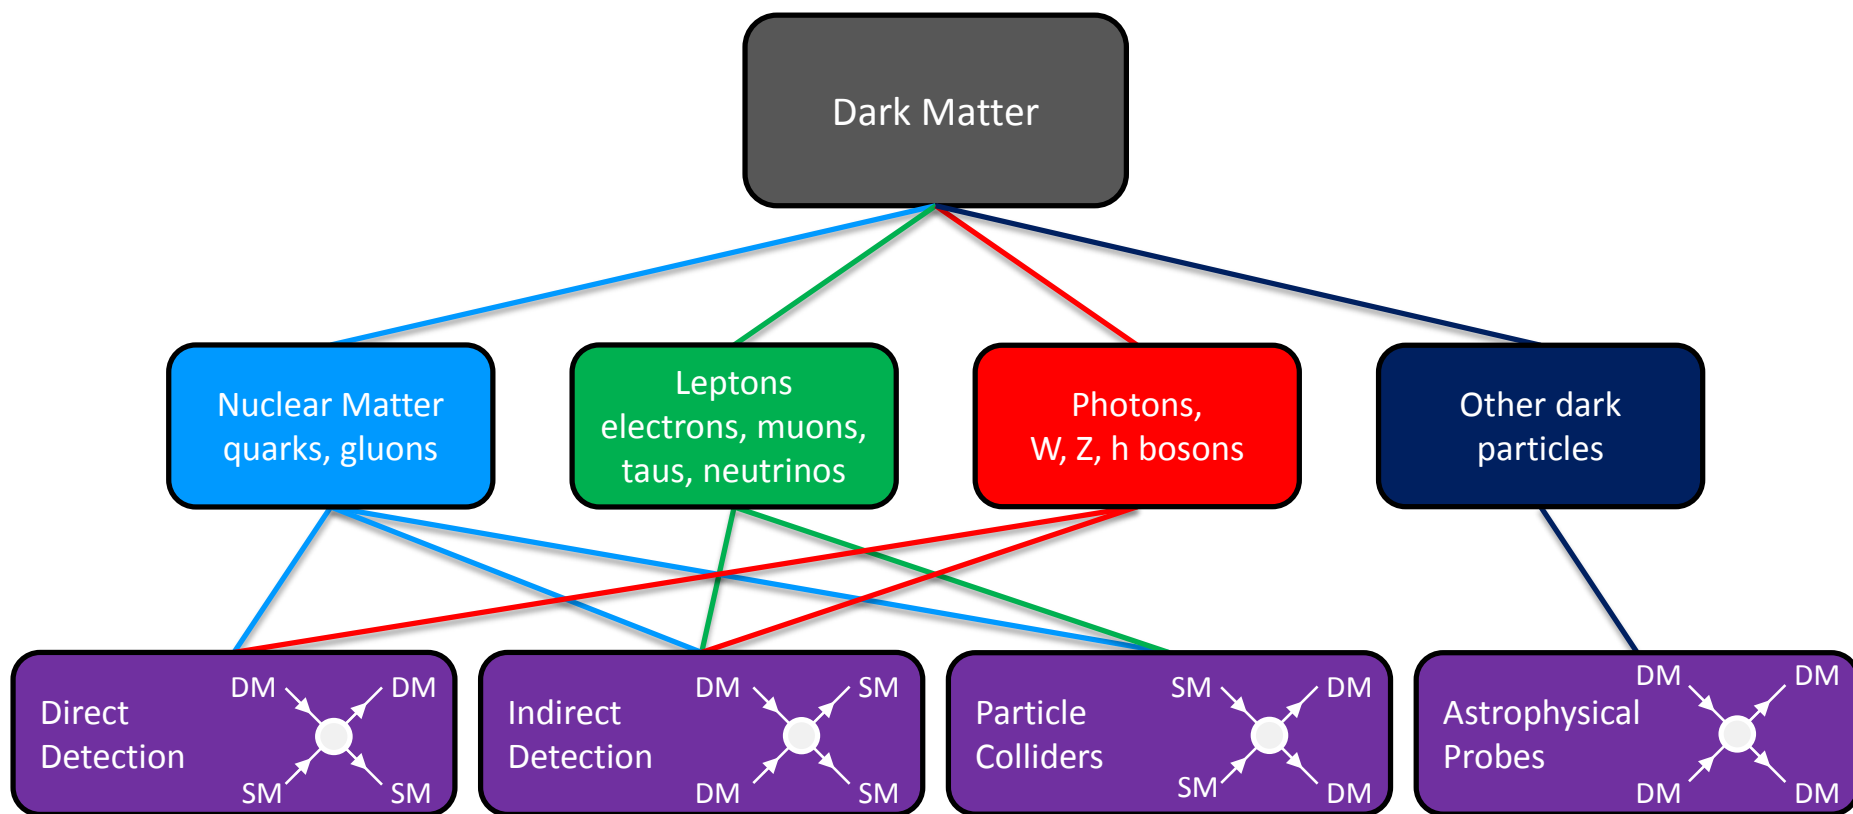 Dark Matter
Nuclear Matter
quarks, gluons
Leptons
electrons, muons,
taus, neutrinos
Photons,
W, Z, h bosons
Other dark
particles
Direct
Detection
DM
DM
SM
SM
Indirect
Detection
DM
SM
DM
SM
Particle
Colliders
SM
DM
SM
DM
Astrophysical
Probes
DM
DM
DM
DM